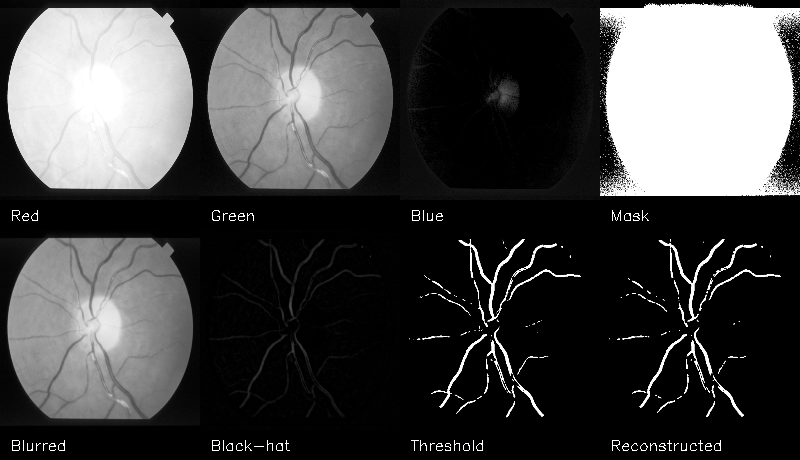 Red
Green
Blue
Mask
Blurred
Black-hat
Threshold
Reconstructed